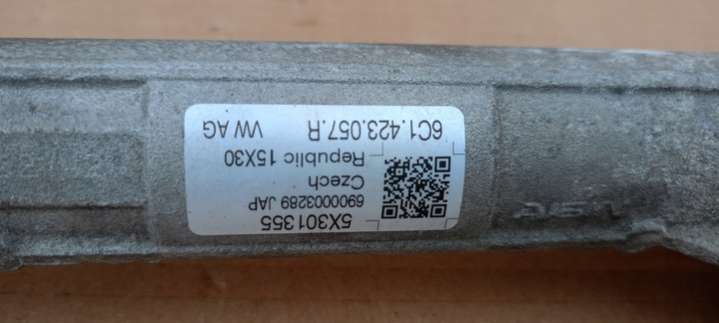 5X301355
6900003289 JAP
Czech
Republic 15X30
6C1.423.057.R VW AG